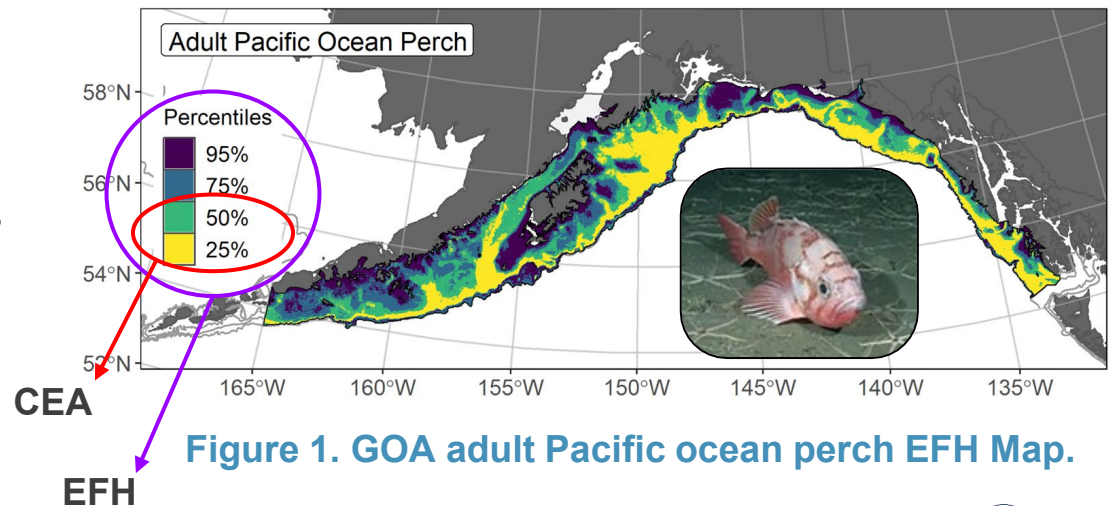 Adult Pacific Ocean Perch
58°N
Percentiles
95%
56°N
75%
50%
25%
54°N
52°N
165°W
160°W
155°W
150°W
145°W
140°W
135°W
CEA
Figure 1. GOA adult Pacific ocean perch EFH Map.
EFH